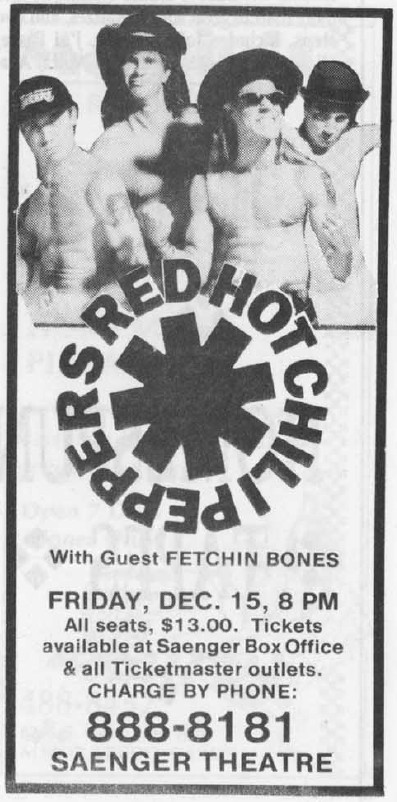 RED HOT CHILI PEPPERS
With Guest FETCHIN BONES
FRIDAY, DEC. 15, 8 PM
All seats, $13.00. Tickets
available at Saenger Box Office
& all Ticketmaster outlets.
CHARGE BY PHONE:
888-8181
SAENGER THEATRE